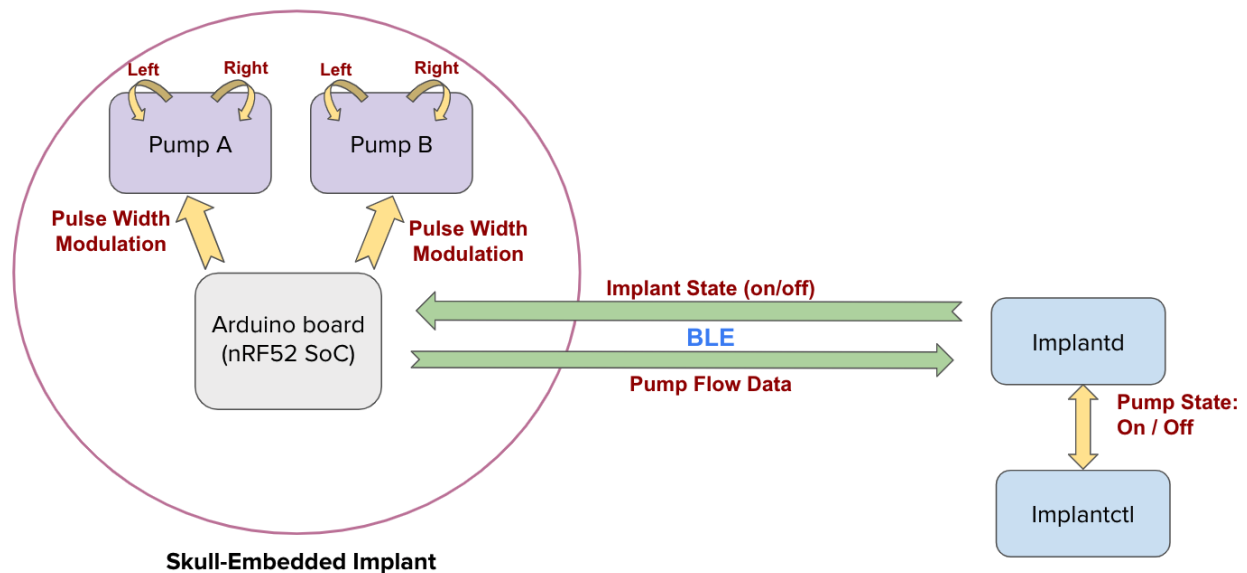 Left
Right
Left
Right
Pump A
Pump B
Pulse Width
Modulation
Pulse Width
Modulation
Arduino board
(nRF52 SoC)
Implant State (on/off)
BLE
Pump Flow Data
Implantd
Pump State:
On / Off
Implantctl
Skull-Embedded Implant